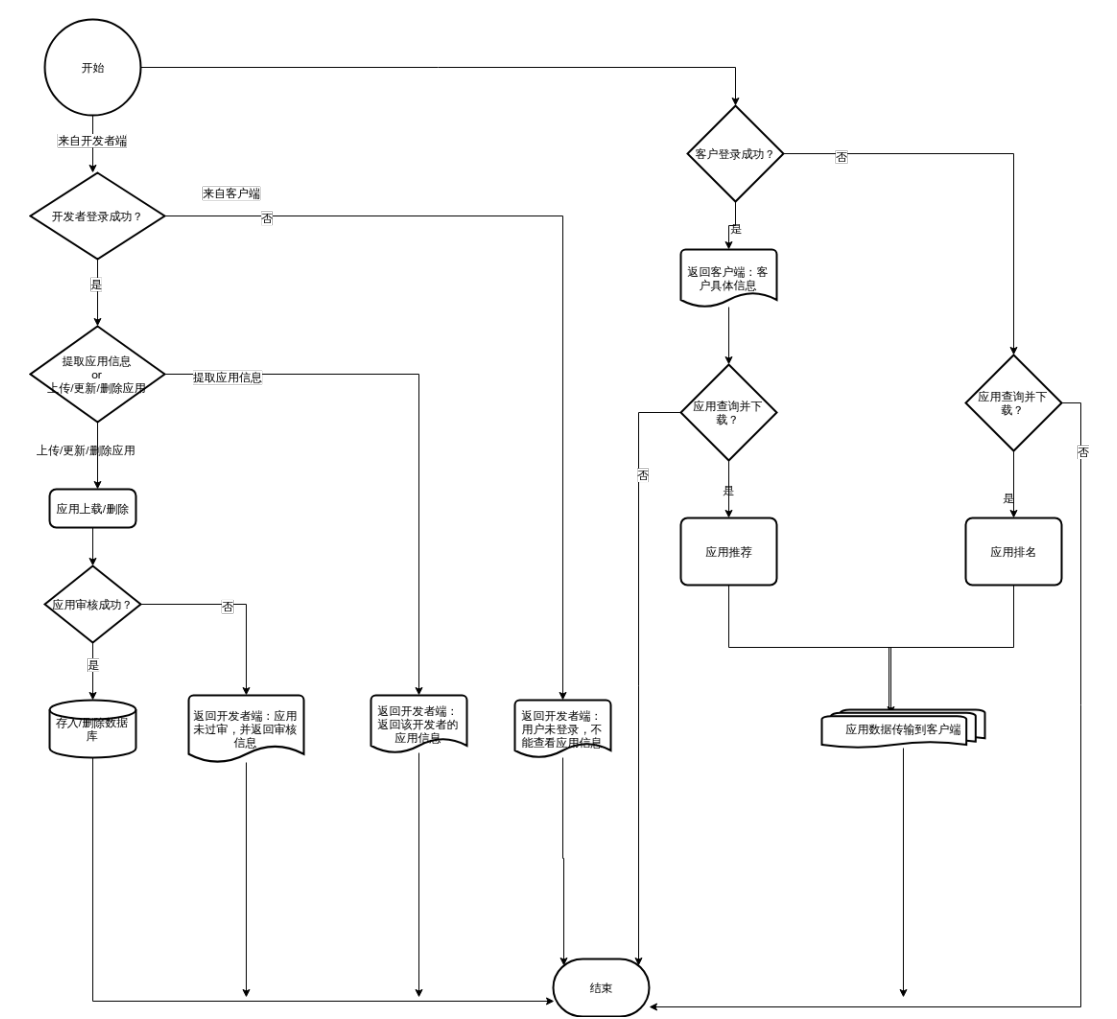 开始
来自开发者端
客户登录成功？
否
来自客户端
开发者登录成功？
否
是
返回客户端：客
户具体信息
是
提取应用信息
or
上传/更新/删除应用
提取应用信息
应用查询并下
载？
应用查询并下
载？
上传/更新/删除应用
否
否
是
是
应用上载/删除
应用推荐
应用排名
应用审核成功？
否
是
存入/删除数据
库
返回开发者端：应用
未过审，并返回审核
信息
返回开发者端：
返回该开发者的
应用信息
返回开发者端：
用户未登录，不
能查看应用信息
应用数据传输到客户端
结束